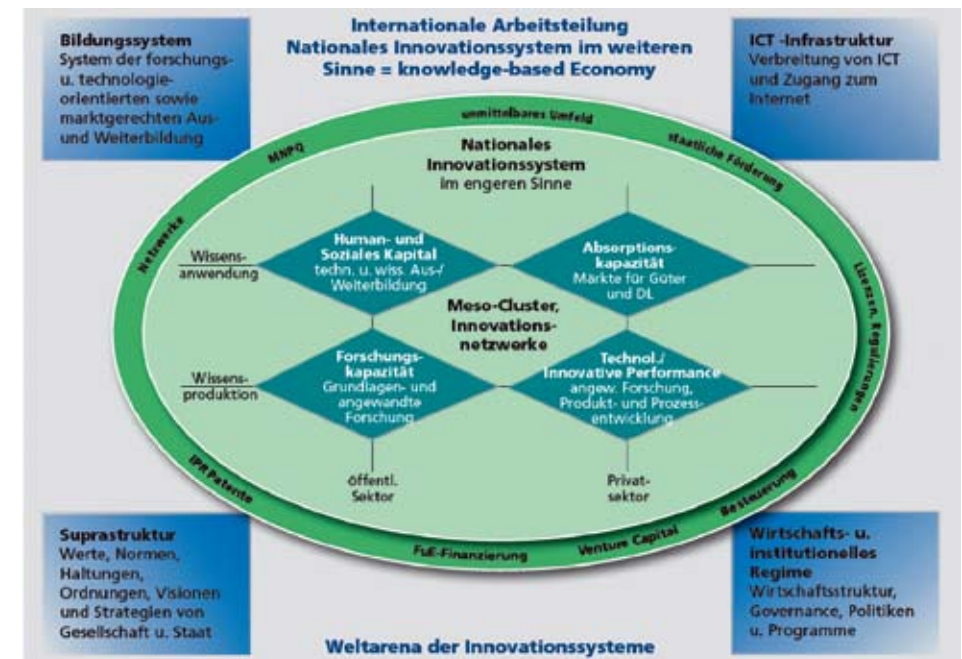 Internationale Arbeitsteilung
Nationales Innovationssystem im weiteren
Sinne = knowledge-based Economy
Bildungssystem
System der forschungs-
u. technologie-
orientierten sowie
marktgerechten Aus-
und Weiterbildung
ICT -Infrastruktur
Verbreitung von ICT
und Zugang zum
Internet
unmittelbares Umfeld
MNPQ
staatliche Förderung
Netzwerke
Lizenzen, Regulierungen
Nationales
Innovationssystem
im engeren Sinne
Wissens-
anwendung
Human- und
Soziales Kapital
techn. u. wiss. Aus-/
Weiterbildung
Absorptions-
kapazität
Märkte für Güter
und DL
Meso-Cluster,
Innovations-
netzwerke
Wissens-
produktion
Forschungs-
kapazität
Grundlagen- und
angewandte
Forschung
Technol./
Innovative Performance
angew. Forschung,
Produkt- und Prozess-
entwicklung
öffentl.
Sektor
Privat-
sektor
IPR Patente
FuE-Finanzierung
Venture Capital
Besteuerung
Suprastruktur
Werte, Normen,
Haltungen,
Ordnungen, Visionen
und Strategien von
Gesellschaft u. Staat
Wirtschafts- u.
institutionelles
Regime
Wirtschaftsstruktur,
Governance, Politiken
u. Programme
Weltarena der Innovationssysteme